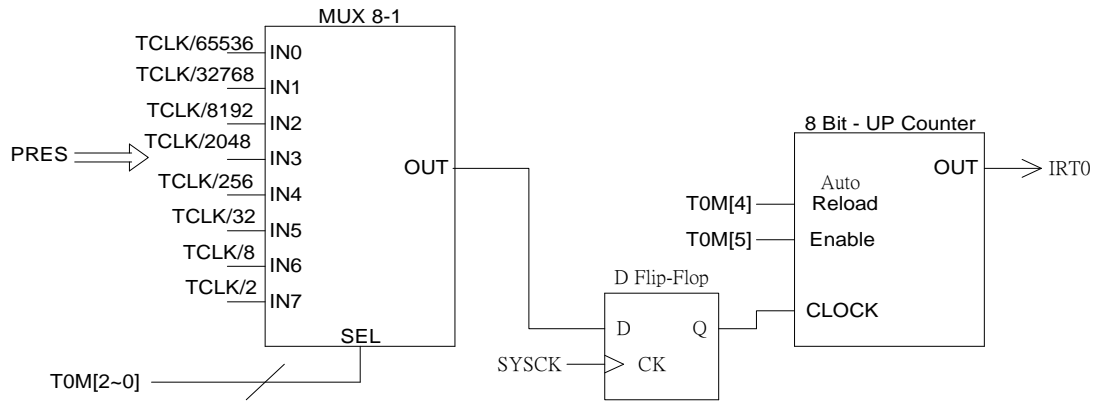 MUX 8-1
TCLK/65536
IN0
TCLK/32768
IN1
TCLK/8192
IN2
TCLK/2048
IN3
PRES
TCLK/256
IN4
TCLK/32
IN5
TCLK/8
IN6
TCLK/2
IN7
OUT
SEL
T0M[2~0]
D Flip-Flop
D
Q
SYSCK
CK
8 Bit - UP Counter
OUT
IRT0
Auto
T0M[4]
Reload
T0M[5]
Enable
CLOCK